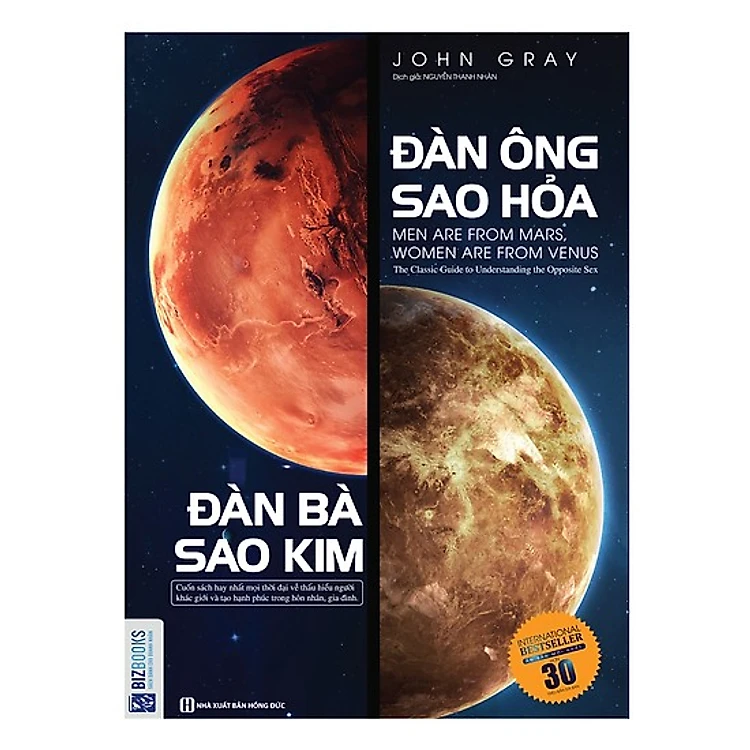 JOHN GRAY
Dịch giả: NGUYỄN THANH NHÀN
ĐÀN ÔNG
SAO HỎA
MEN ARE FROM MARS,
WOMEN ARE FROM VENUS
The Classic Guide to Understanding the Opposite Sex
ĐÀN BÀ
SAO KIM
Cuốn sách hay nhất mọi thời đại về thấu hiểu người
khác giới và tạo hạnh phúc trong hôn nhân, gia đình.
BIZBOOKS
NHÀ XUẤT BẢN HỒNG ĐỨC
INTERNATIONAL
BESTSELLER
30